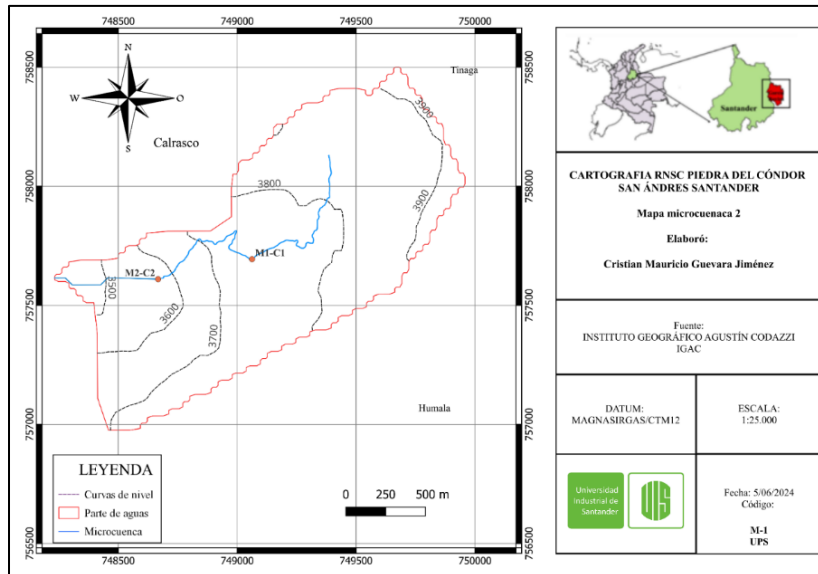 748500 749000 749500 750000
758500
758000
757500
757000
756500
N
W O
S
Tinaga
Calrasco
3900
3900
3800
M1-C1
M2-C2
3500
3600
3700
Humala
LEYENDA
Curvas de nivel
Parte de aguas
Microcuenca
0 250 500 m
758500
758000
757500
757000
756500
748500 749000 749500 750000
Santander
CARTOGRAFIA RNSC PIEDRA DEL CÓNDOR
SAN ÁNDRES SANTANDER
Mapa microcuenaca 2
Elaboró:
Cristian Mauricio Guevara Jiménez
Fuente:
INSTITUTO GEOGRÁFICO AGUSTÍN CODAZZI
IGAC
DATUM:
MAGNASIRGAS/CTM12
ESCALA:
1:25.000
Universidad
Industrial de
Santander
UIS
Fecha: 5/06/2024
Código:
M-1
UPS